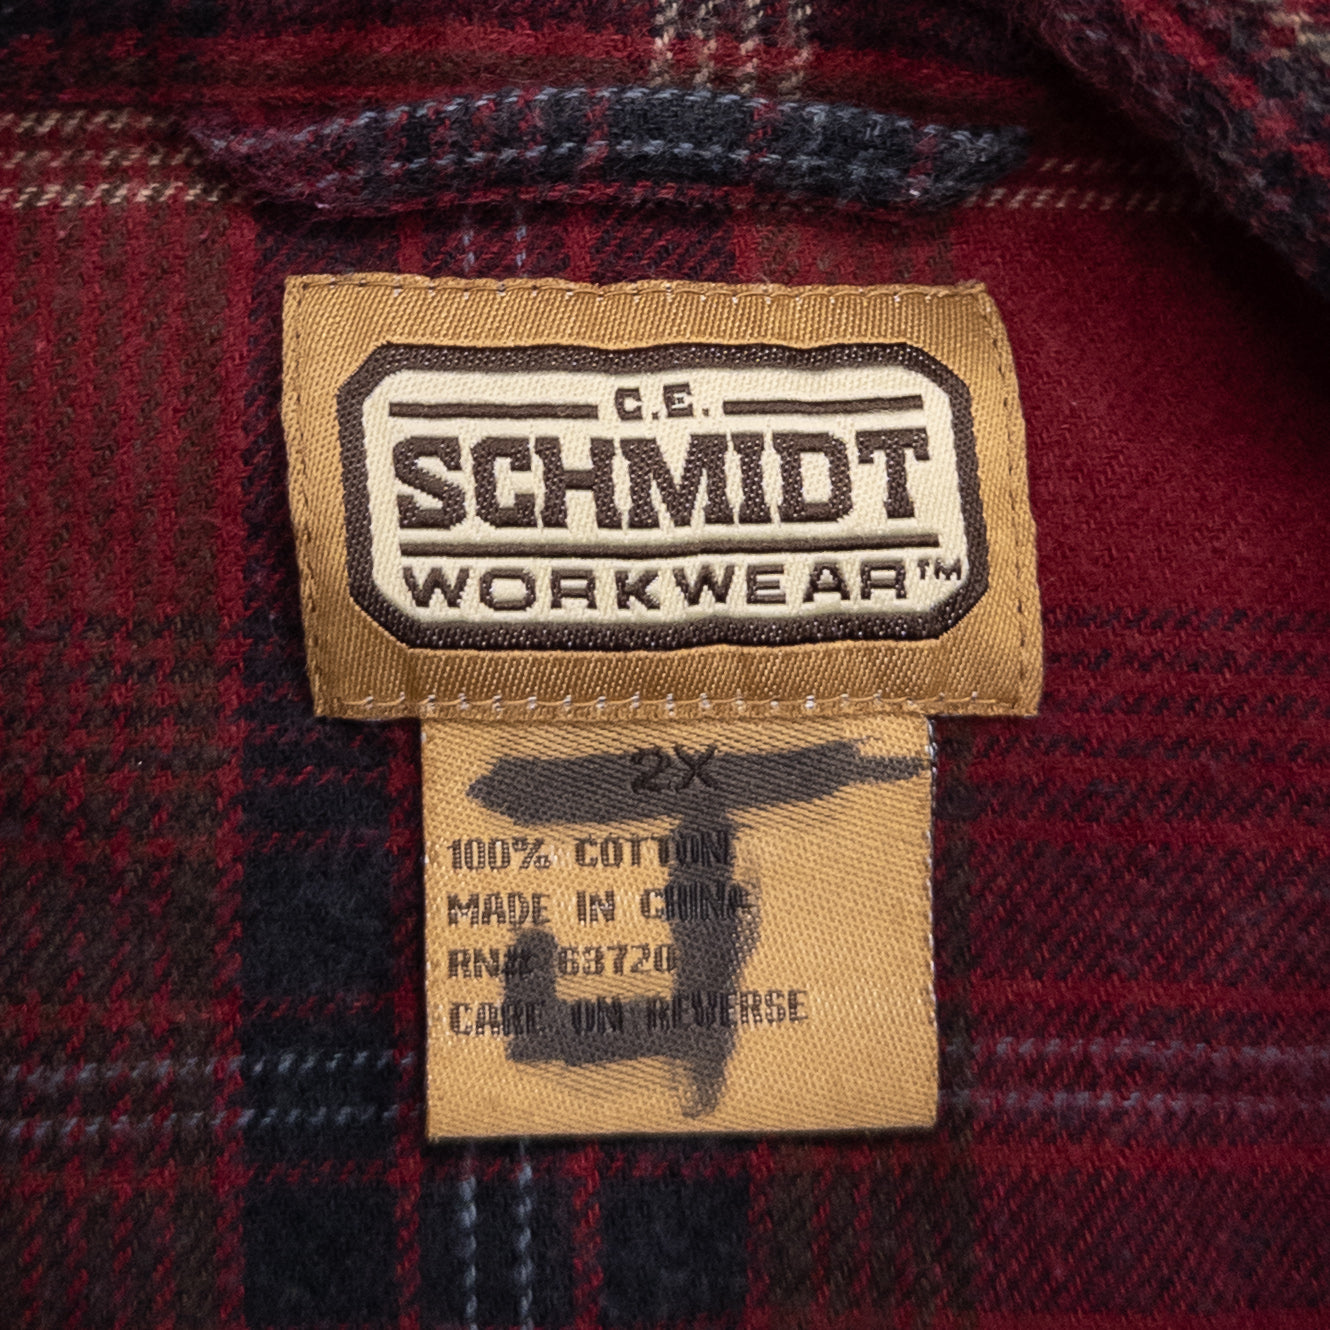 C.E.
SCHMIDT
WORKWEAR™
2X
100% COTTON
MADE IN CHINA
RN# 63720
CARE ON REVERSE
J